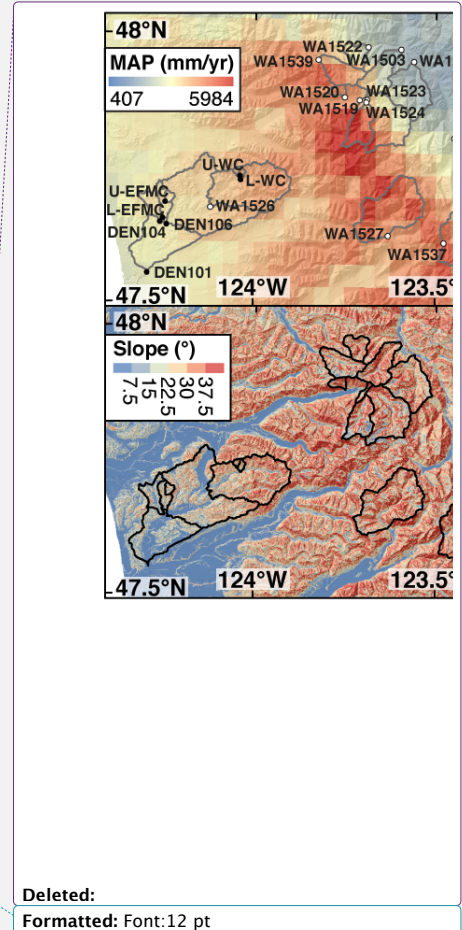 48°N
WA1522
WA1539
WA1503
WA1
MAP (mm/yr)
407 5984
WA1520
WA1523
WA1519
WA1524
U-WC
L-WC
U-EFMC
L-EFMC
WA1526
DEN106
DEN104
WA1527
WA1537
DEN101
124°W
123.5°
47.5°N
48°N
Slope (°)
7.5 15 22.5 30 37.5
124°W
123.5°
47.5°N
Deleted:
Formatted: Font:12 pt